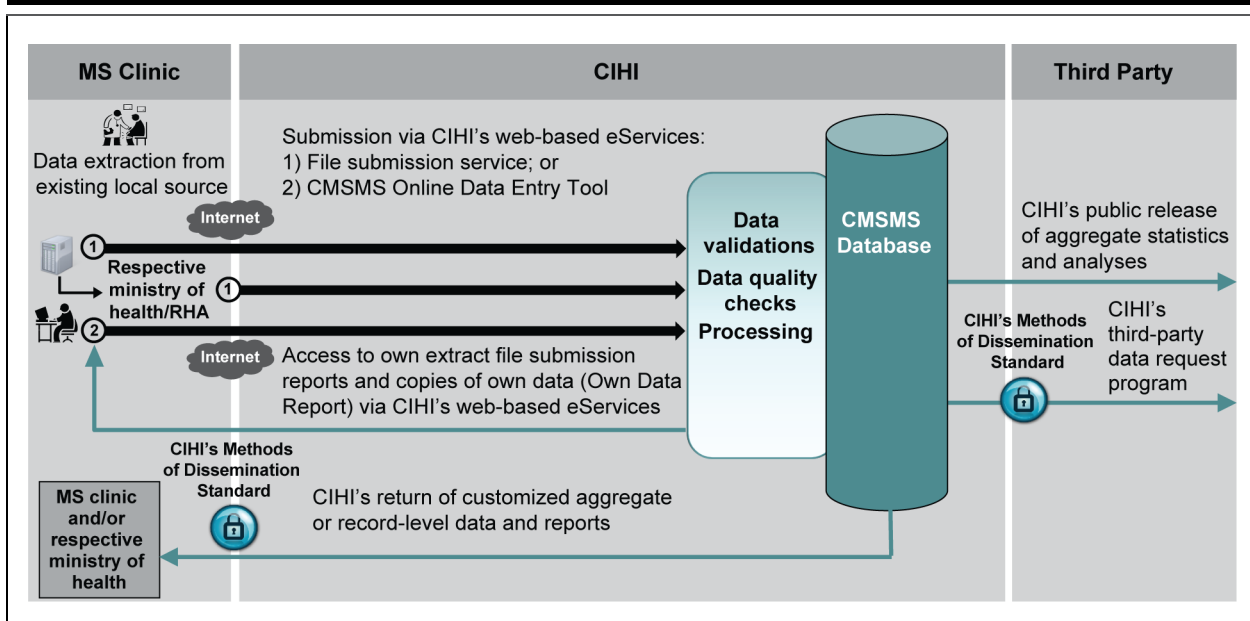 MS Clinic
CIHI
Third Party
Data extraction from
existing local source
Submission via CIHI's web-based eServices:
1) File submission service; or
2) CMSMS Online Data Entry Tool
Internet
1
Respective
ministry of
health/RHA
1
2
Internet
Access to own extract file submission
reports and copies of own data (Own Data
Report) via CIHI's web-based eServices
Data
validations
Data quality
checks
Processing
CMSMS
Database
CIHI's public release
of aggregate statistics
and analyses
CIHI's Methods
of Dissemination
Standard
CIHI's
third-party
data request
program
CIHI's Methods
of Dissemination
Standard
CIHI's return of customized aggregate
or record-level data and reports
MS clinic
and/or
respective
ministry of
health